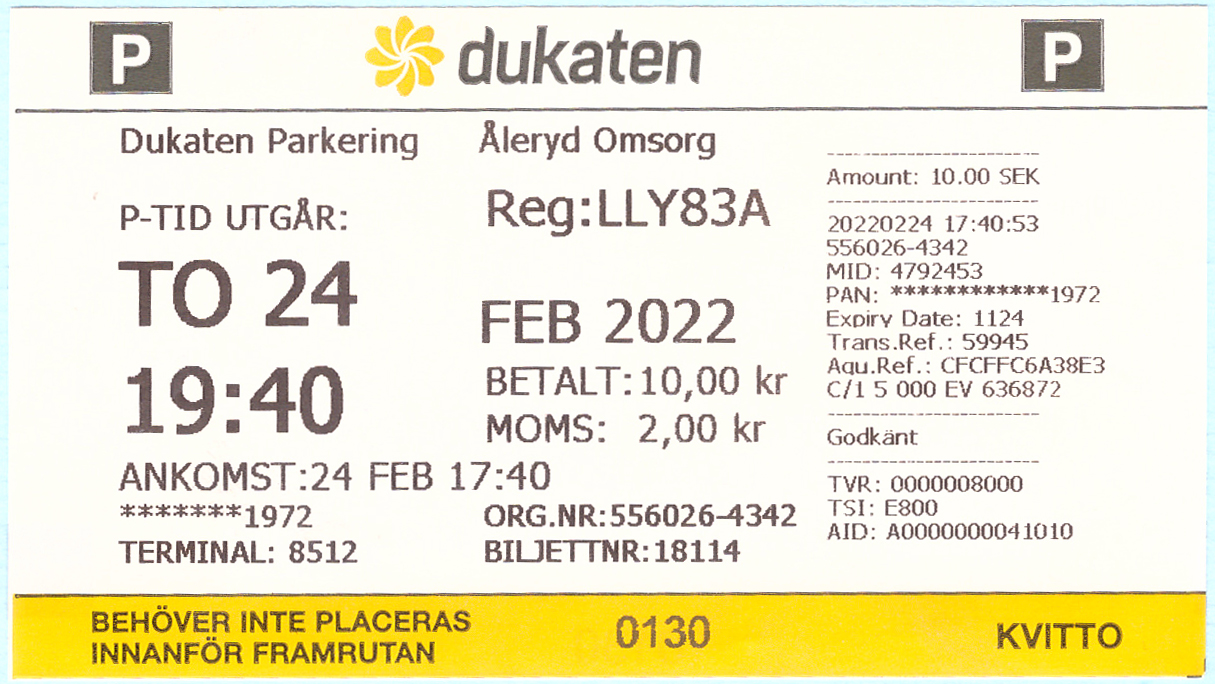 P dukaten P
Dukaten Parkering
Åleryd Omsorg
P-TID UTGÅR:
Reg:LLY83A
TO 24
FEB 2022
19:40
BETALT:10,00 kr
MOMS: 2,00 kr
ANKOMST:24 FEB 17:40
*******1972
ORG.NR:556026-4342
TERMINAL: 8512
BILJETTNR:18114
------------------------
Amount: 10.00 SEK
------------------------
20220224 17:40:53
556026-4342
MID: 4792453
PAN: ************1972
Expiry Date: 1124
Trans.Ref.: 59945
Aqu.Ref.: CFCFFC6A38E3
C/1 5 000 EV 636872
------------------------
Godkänt
------------------------
TVR: 0000008000
TSI: E800
AID: A0000000041010
BEHÖVER INTE PLACERAS
INNANFÖR FRAMRUTAN
0130
KVITTO